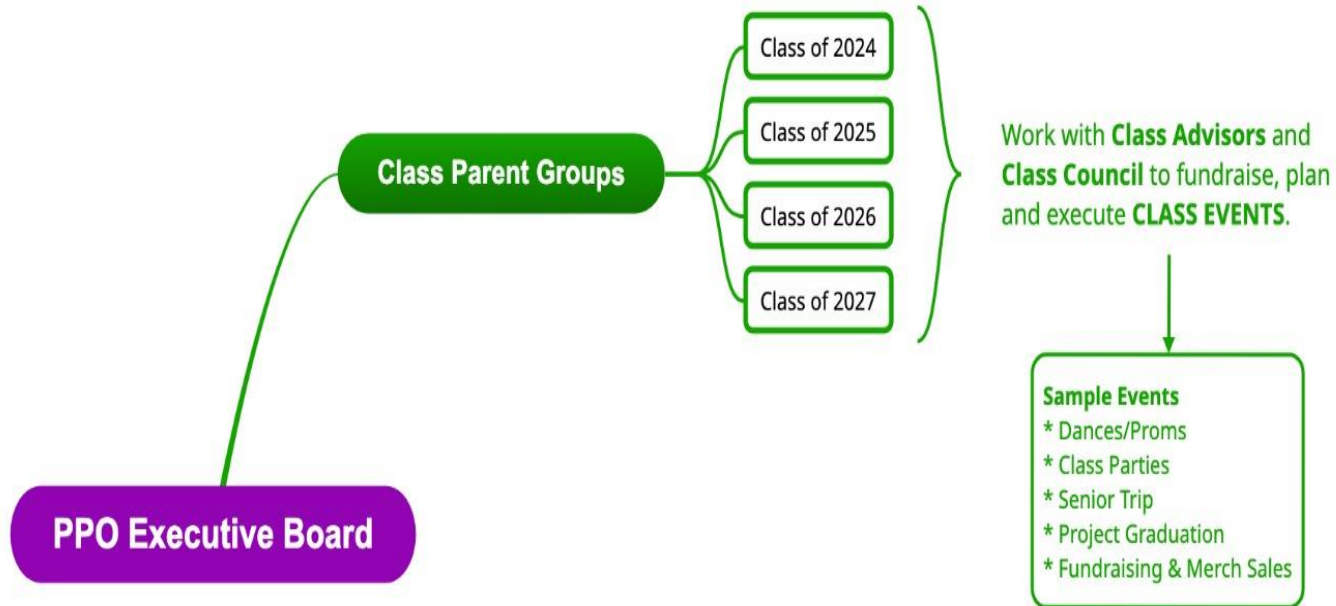 Class of 2024
Class of 2025
Class Parent Groups
Class of 2026
Class of 2027
Work with Class Advisors and
Class Council to fundraise, plan
and execute CLASS EVENTS.
Sample Events
* Dances/Proms
* Class Parties
* Senior Trip
* Project Graduation
* Fundraising & Merch Sales
PPO Executive Board